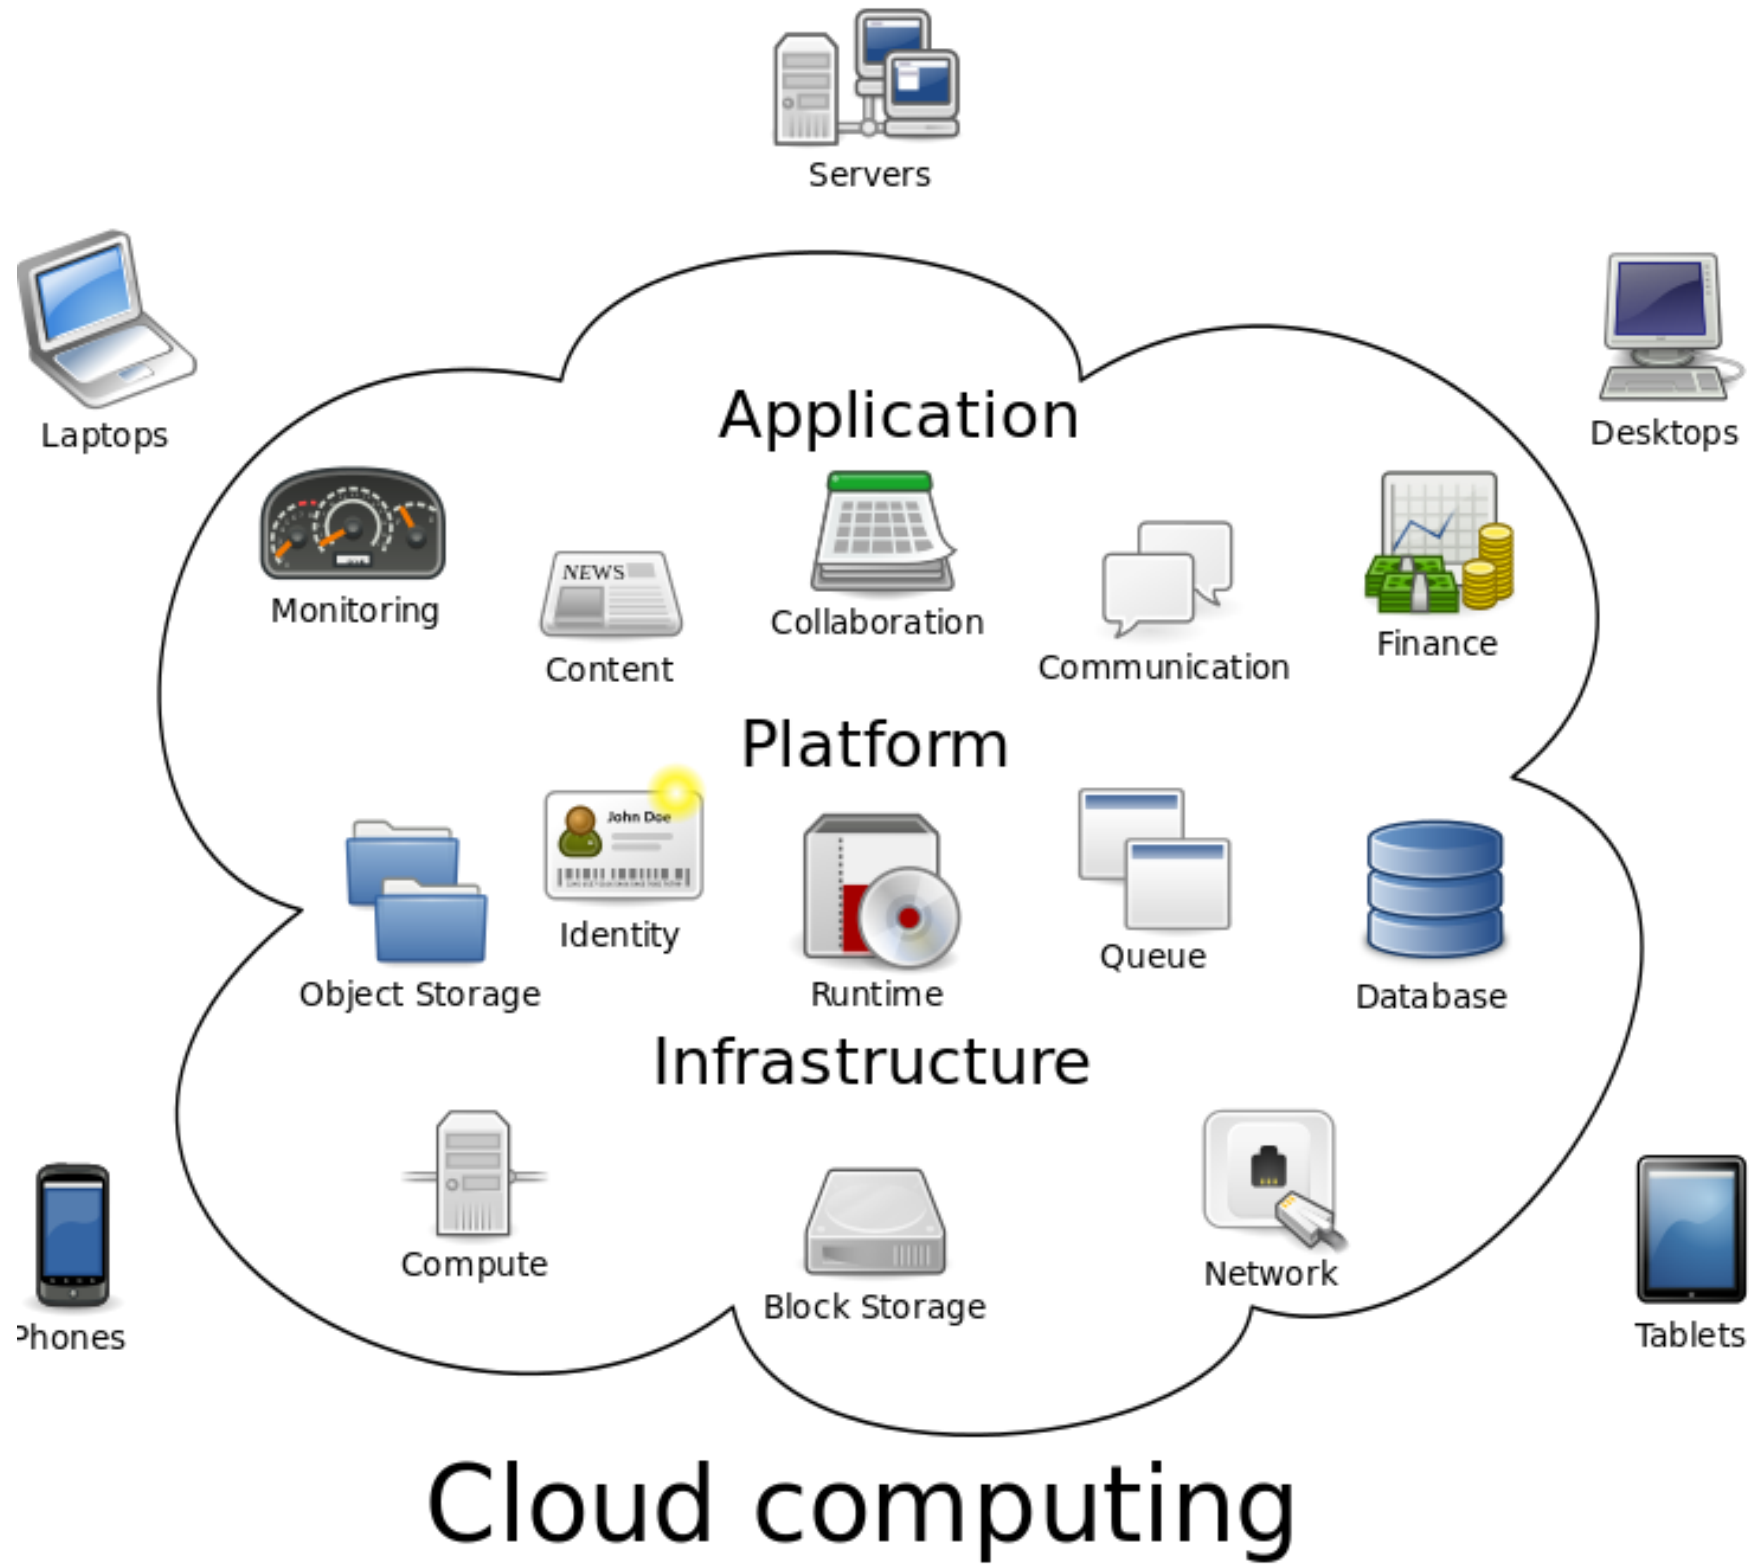 Servers
Laptops
Desktops
Application
Monitoring
NEWS
Content
Collaboration
Communication
Finance
Platform
Object Storage
John Doe
Identity
Runtime
Queue
Database
Infrastructure
Compute
Block Storage
Network
Phones
Tablets
Cloud computing